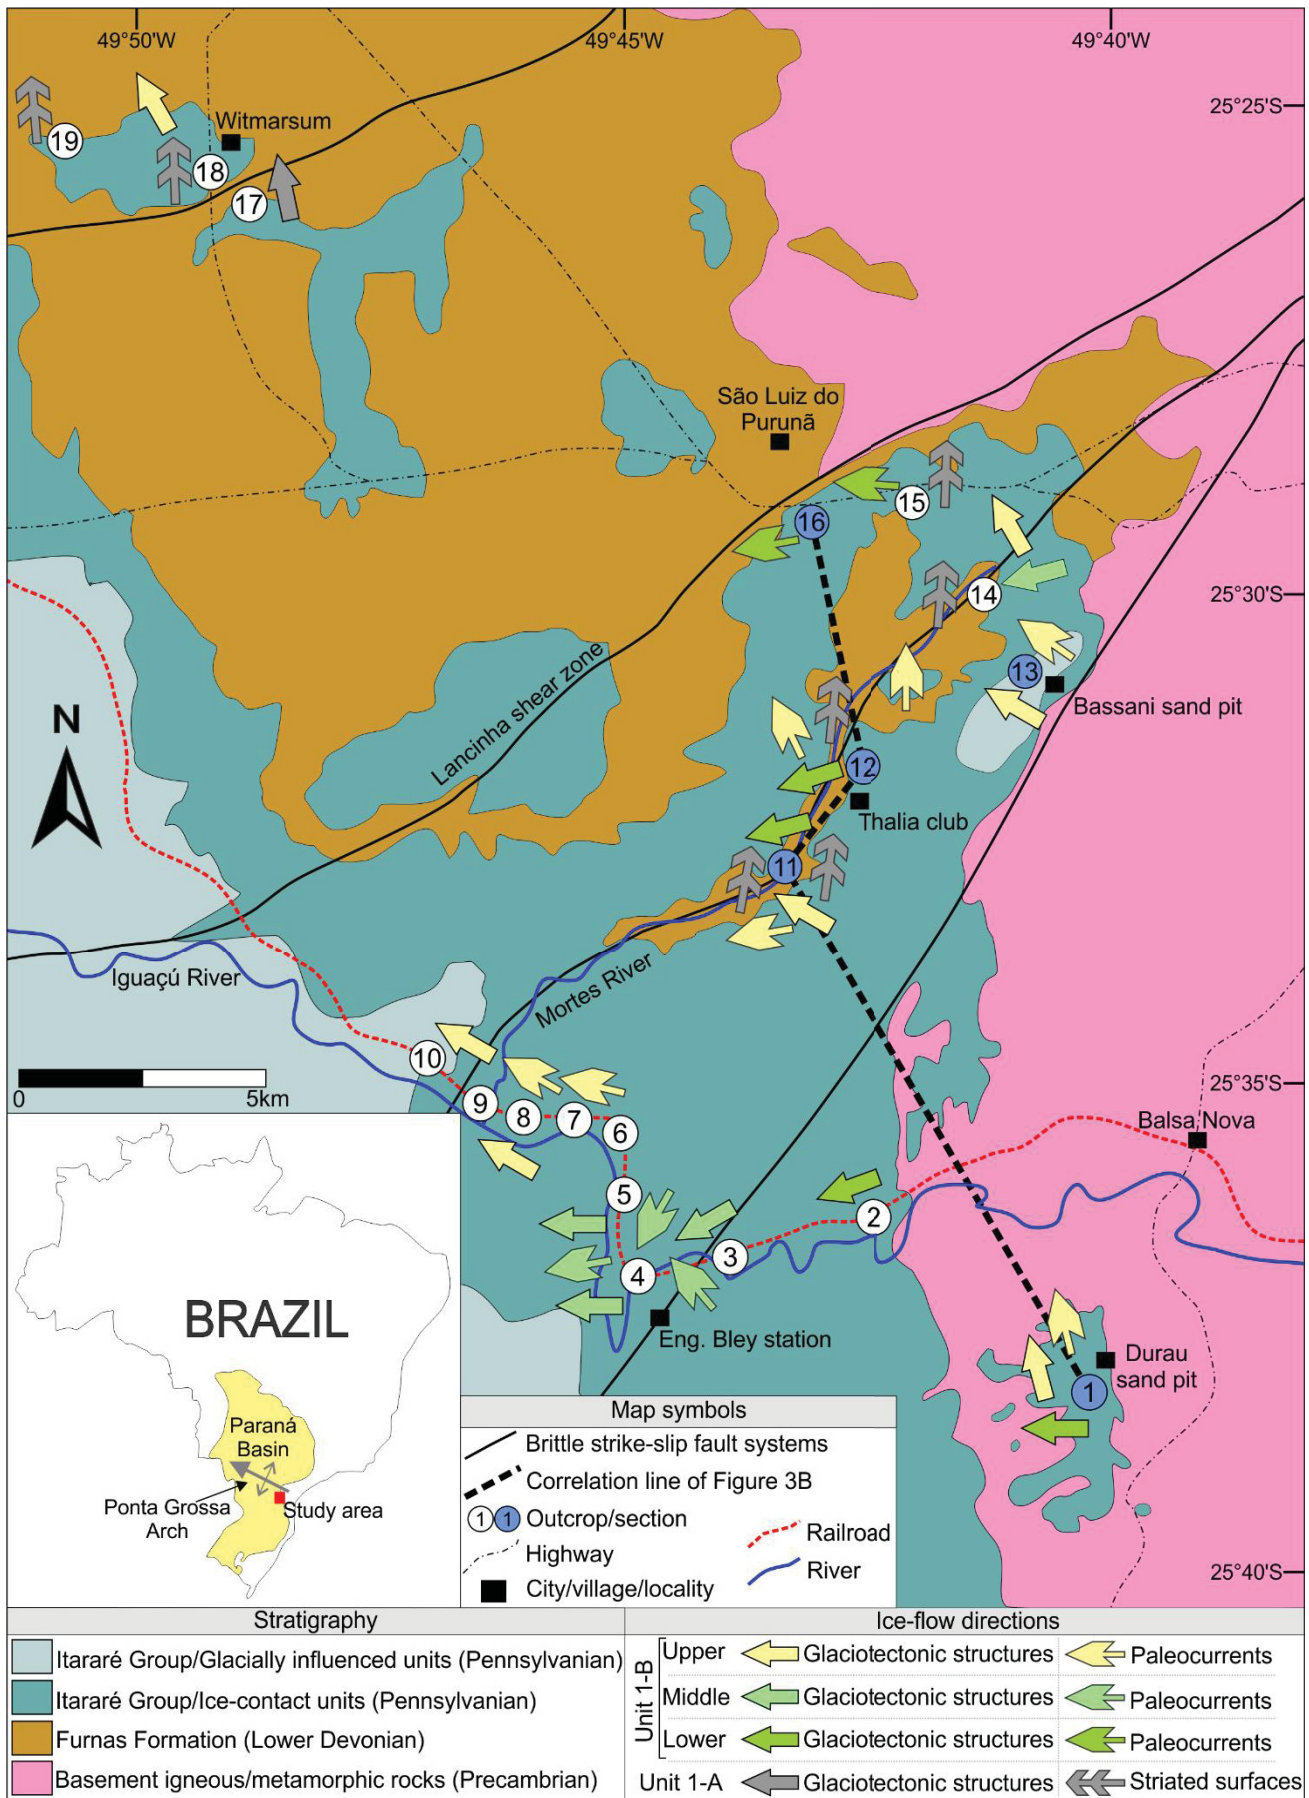 49°50'W
49°45'W
49°40'W
25°25'S
Witmarsum
19
18
17
São Luiz do
Purunã
15
16
25°30'S
14
Lancinha shear zone
13
Bassani sand pit
N
12
Thalia club
11
Iguaçú River
Mortes River
10
0
5km
9
8
7
6
25°35'S
Balsa Nova
5
2
3
4
Eng. Bley station
Durau
sand pit
1
25°40'S
BRAZIL
Paraná
Basin
Ponta Grossa
Arch
Study area
Map symbols
Brittle strike-slip fault systems
Correlation line of Figure 3B
1 1 Outcrop/section
Highway
City/village/locality
Railroad
River
Stratigraphy
Itararé Group/Glacially influenced units (Pennsylvanian)
Itararé Group/Ice-contact units (Pennsylvanian)
Furnas Formation (Lower Devonian)
Basement igneous/metamorphic rocks (Precambrian)
Ice-flow directions
Unit 1-B
Upper Glaciotectonic structures Paleocurrents
Middle Glaciotectonic structures Paleocurrents
Lower Glaciotectonic structures Paleocurrents
Unit 1-A Glaciotectonic structures Striated surfaces